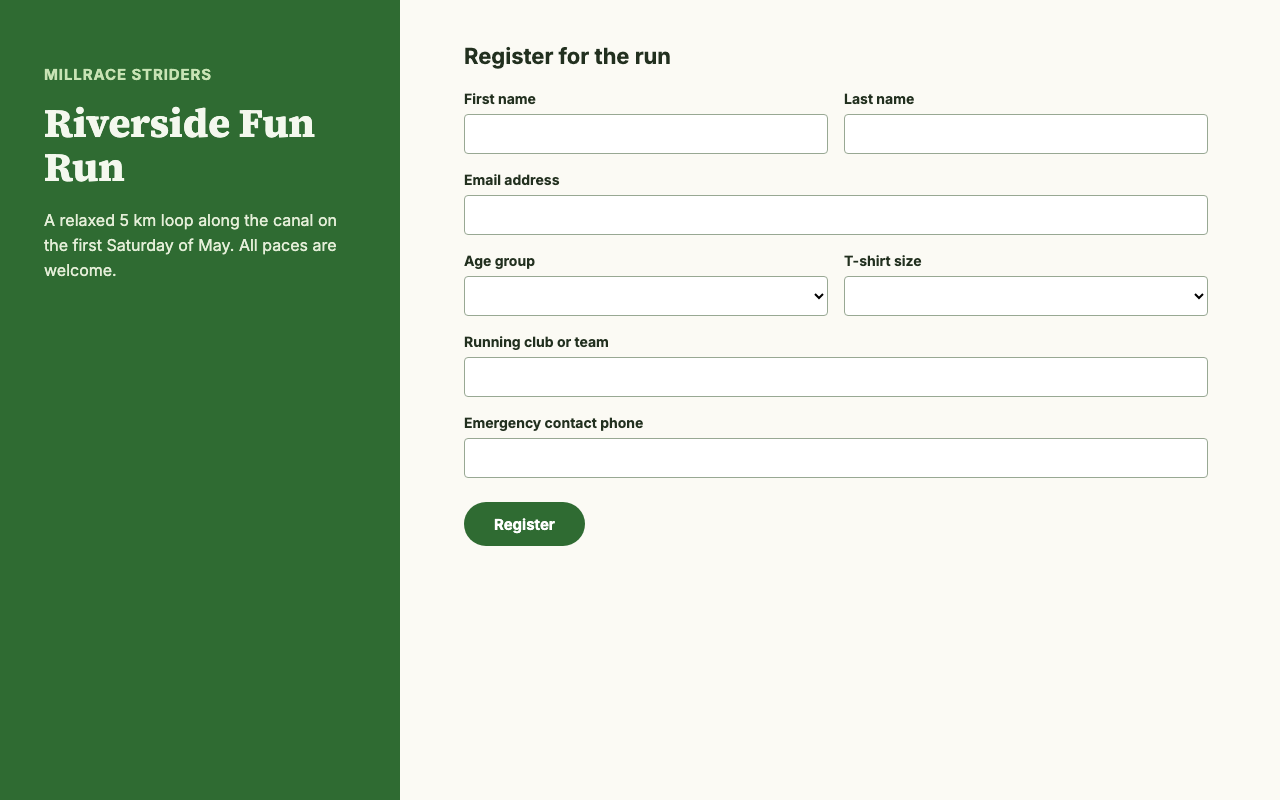 MILLRACE STRIDERS
Riverside Fun
Run
A relaxed 5 km loop along the canal on
the first Saturday of May. All paces are
welcome.
Register for the run
First name
Last name
Email address
Age group
T-shirt size
Running club or team
Emergency contact phone
Register